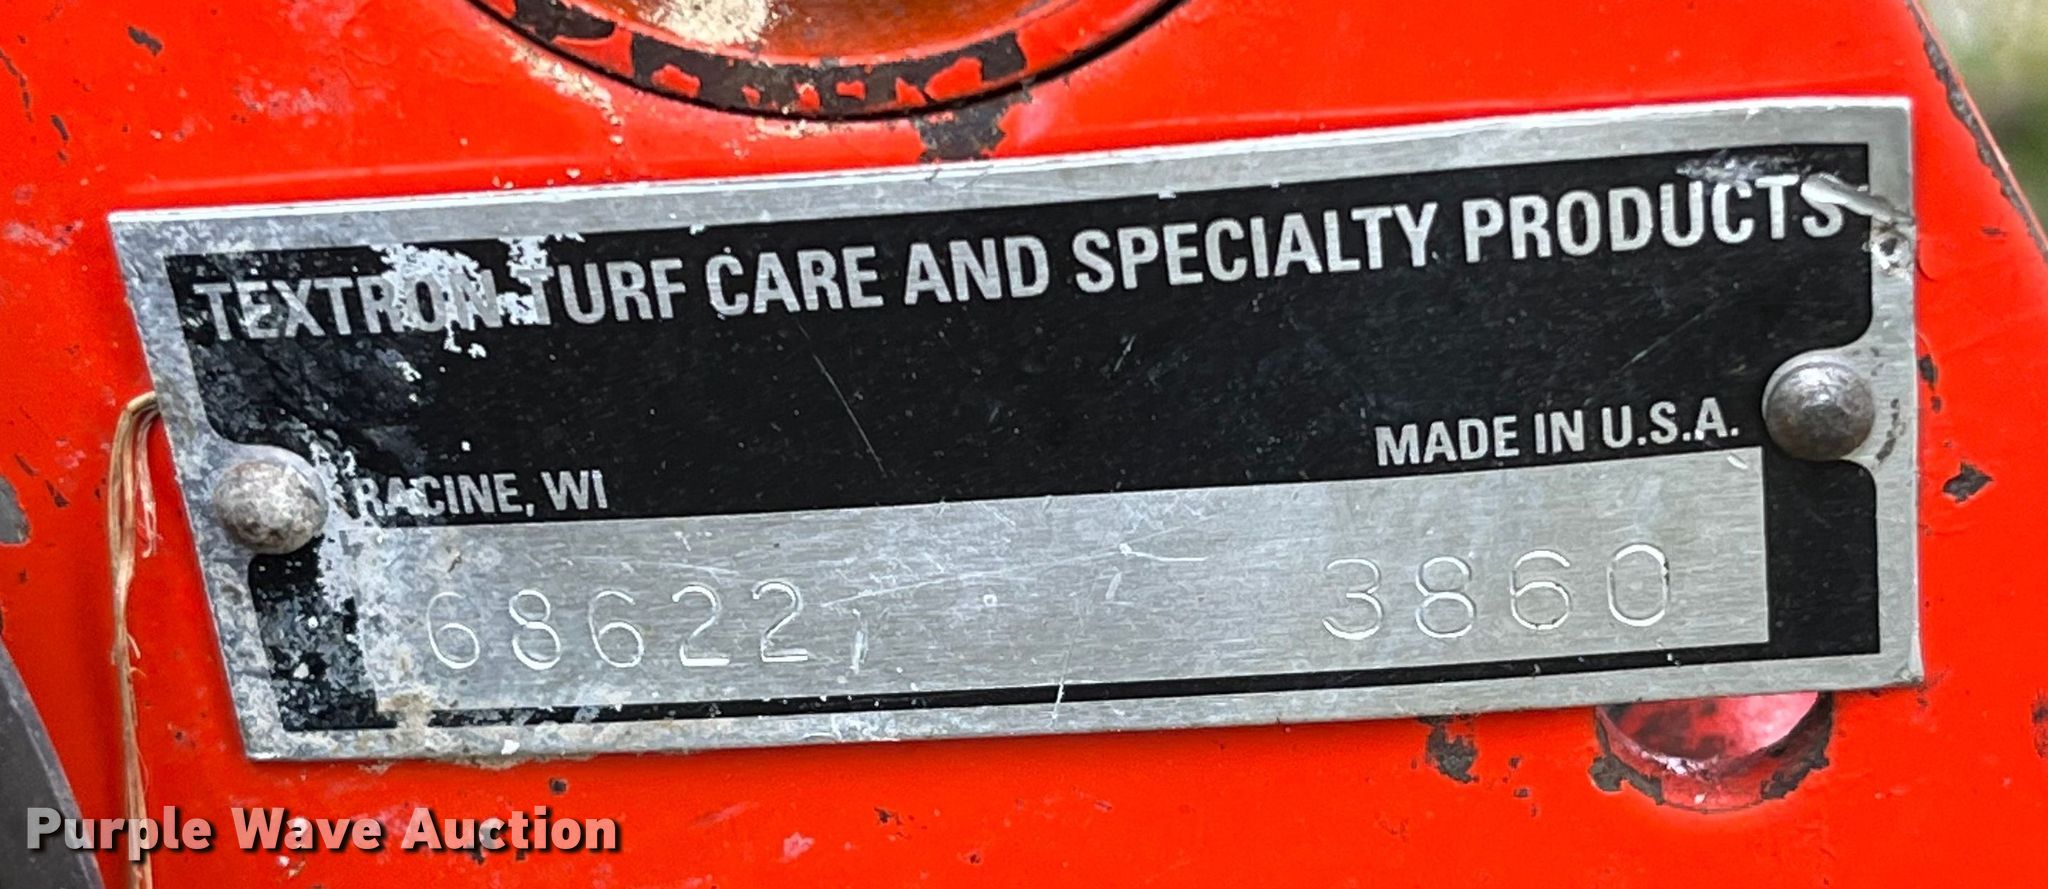 TEXTRON TURF CARE AND SPECIALTY PRODUCTS
MADE IN U.S.A.
RACINE, WI
68622 3860
Purple Wave Auction